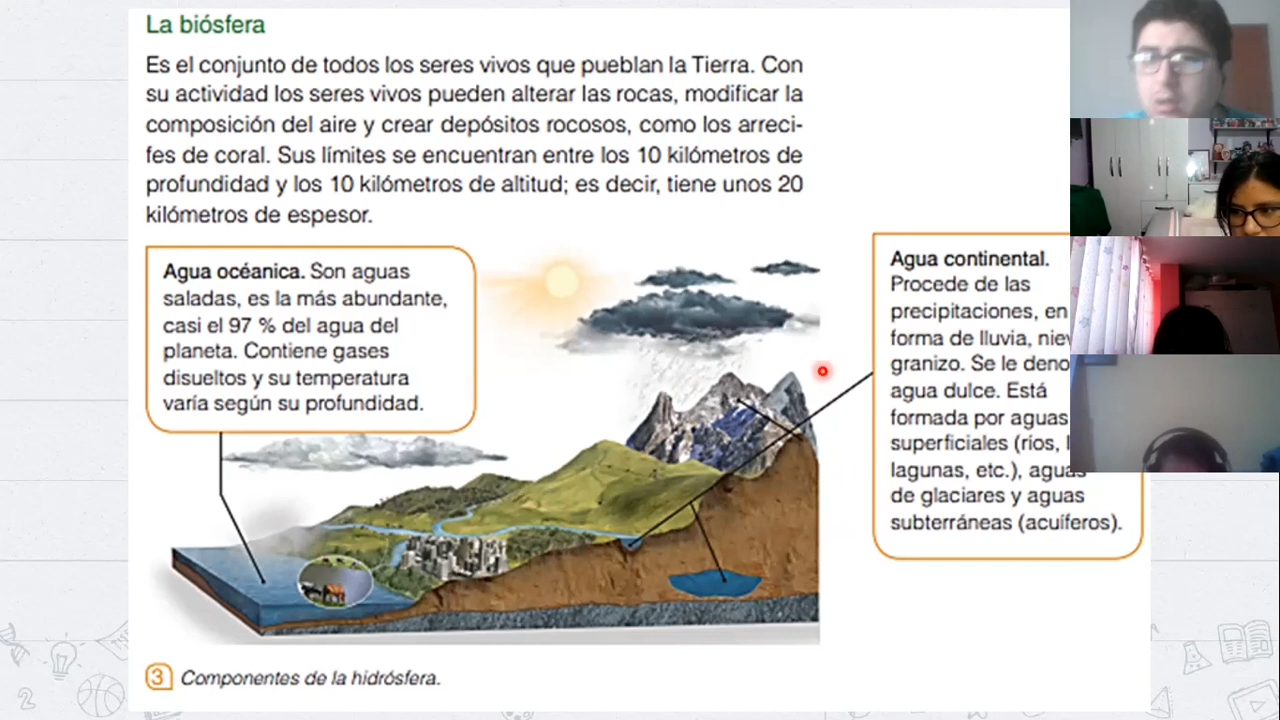 La biósfera
Es el conjunto de todos los seres vivos que pueblan la Tierra. Con
su actividad los seres vivos pueden alterar las rocas, modificar la
composición del aire y crear depósitos rocosos, como los arreci-
fes de coral. Sus límites se encuentran entre los 10 kilómetros de
profundidad y los 10 kilómetros de altitud; es decir, tiene unos 20
kilómetros de espesor.
Agua océanica. Son aguas
saladas, es la más abundante,
casi el 97 % del agua del
planeta. Contiene gases
disueltos y su temperatura
varía según su profundidad.
Agua continental.
Procede de las
precipitaciones, en
forma de lluvia,
granizo. Se le
agua dulce. Está
formada por aguas
superficiales (ríos,
lagunas, etc.), aguas
de glaciares y aguas
subterráneas (acuíferos).
3 Componentes de la hidrósfera.